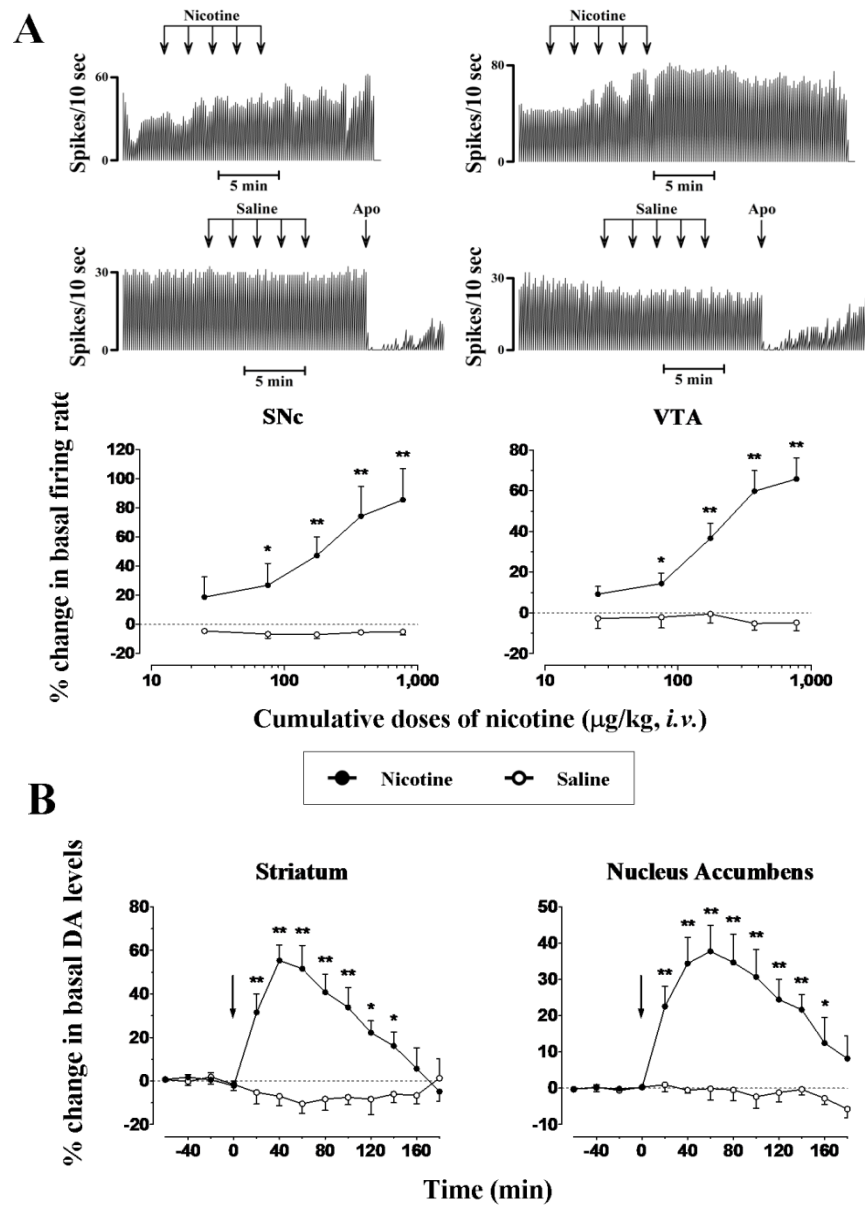 A
Nicotine
Nicotine
Spikes/10 sec
60
30
0
5 min
Spikes/10 sec
80
40
0
5 min
Saline
Apo
Saline
Apo
Spikes/10 sec
30
0
5 min
Spikes/10 sec
30
0
5 min
SNc
VTA
% change in basal firing rate
120
100
80
60
40
20
0
-20
* ** ** **
10 100 1,000
80
60
40
20
0
-20
* ** ** **
10 100 1,000
Cumulative doses of nicotine (µg/kg, i.v.)
Nicotine Saline
B
Striatum
Nucleus Accumbens
% change in basal DA levels
80
60
40
20
0
-20
** ** ** ** ** * *
-40 0 40 80 120 160
50
40
30
20
10
0
-10
** ** ** ** ** ** ** *
-40 0 40 80 120 160
Time (min)